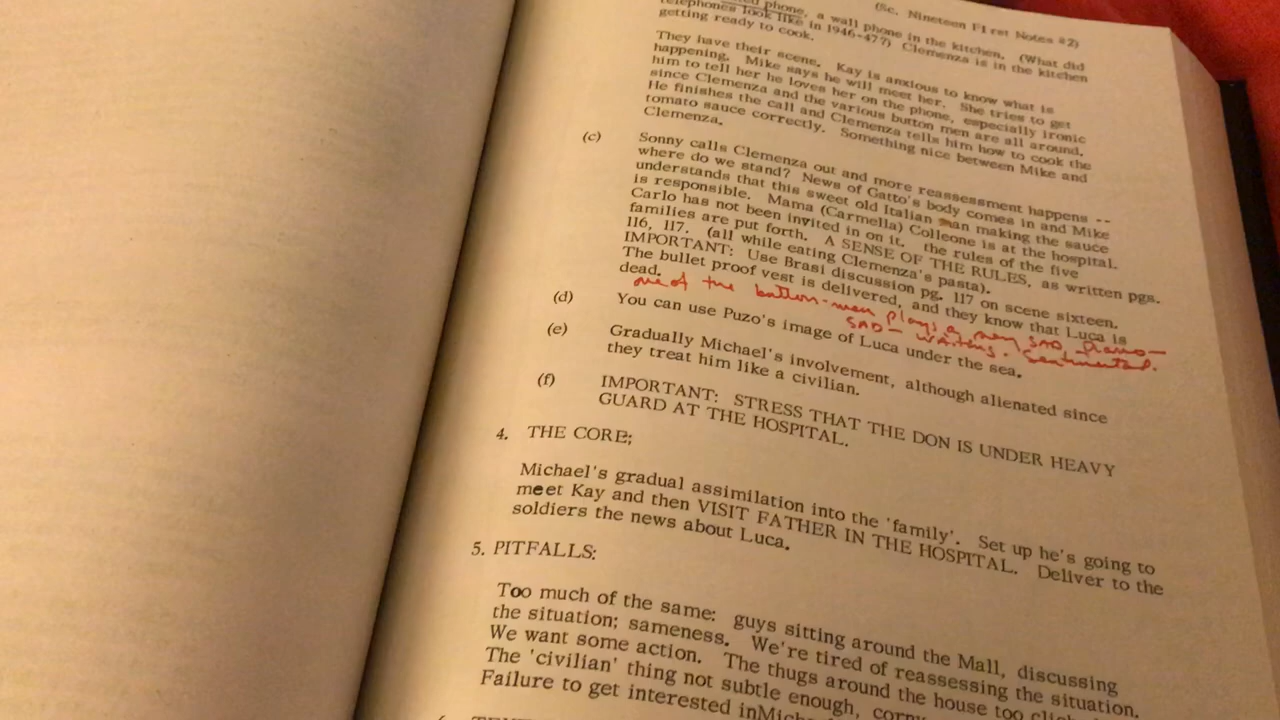 (Sc. Nineteen First Notes #2)
phone, a wall phone in the kitchen. (What did
telephones look like in 1946-47?) Clemenza is in the kitchen
getting ready to cook.
They have their scene. Kay is anxious to know what is
happening. Mike says he will meet her. She tries to get
him to tell her he loves her on the phone, especially ironic
since Clemenza and the various button men are all around.
He finishes the call and Clemenza tells him how to cook the
tomato sauce correctly. Something nice between Mike and
Clemenza.
(c) Sonny calls Clemenza out and more reassessment happens --
where do we stand? News of Gatto's body comes in and Mike
understands that this sweet old Italian man making the sauce
is responsible. Mama (Carmella) Colleone is at the hospital.
Carlo has not been invited in on it. the rules of the five
families are put forth. A SENSE OF THE RULES, as written pgs.
116, 117. (all while eating Clemenza's pasta).
IMPORTANT: Use Brasi discussion pg. 117 on scene sixteen.
The bullet proof vest is delivered, and they know that Luca is
dead.
one of the button-men plays a very SAD piano—
SAD— waiting. Sentimental.
(d) You can use Puzo's image of Luca under the sea.
(e) Gradually Michael's involvement, although alienated since
they treat him like a civilian.
(f) IMPORTANT: STRESS THAT THE DON IS UNDER HEAVY
GUARD AT THE HOSPITAL.
4. THE CORE:
Michael's gradual assimilation into the 'family'. Set up he's going to
meet Kay and then VISIT FATHER IN THE HOSPITAL. Deliver to the
soldiers the news about Luca.
5. PITFALLS:
Too much of the same: guys sitting around the Mall, discussing
the situation; sameness. We're tired of reassessing the situation.
We want some action. The thugs around the house too
The 'civilian' thing not subtle enough, corny
Failure to get interested in